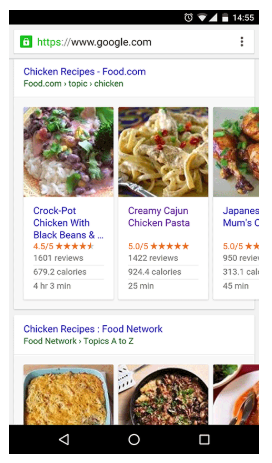 14:55
https://www.google.com
Chicken Recipes - Food.com
Food.com › topic › chicken
Crock-Pot
Chicken With
Black Beans & ...
4.5/5
1601 reviews
679.2 calories
4 hr 3 min
Creamy Cajun
Chicken Pasta
5.0/5
1422 reviews
924.4 calories
25 min
Japanes
Mum's C
5.0/5
950 review
313.1 cal
45 min
Chicken Recipes : Food Network
Food Network › Topics A to Z